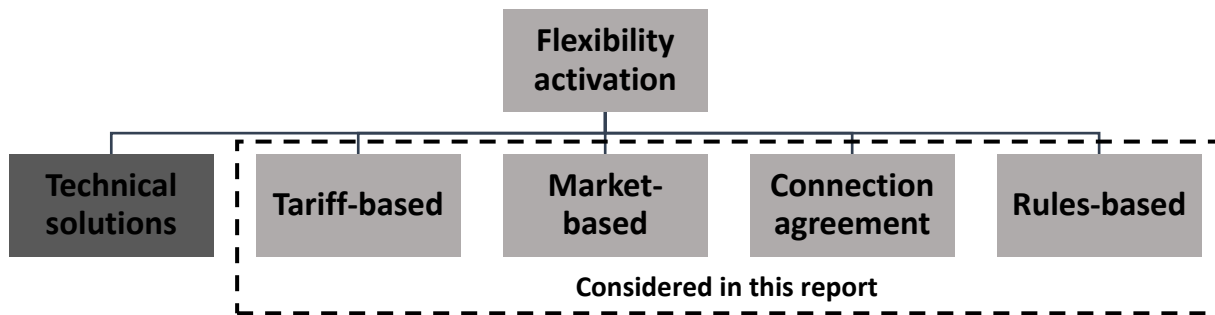 Flexibility
activation
Technical
solutions
Tariff-based
Market-
based
Connection
agreement
Rules-based
Considered in this report